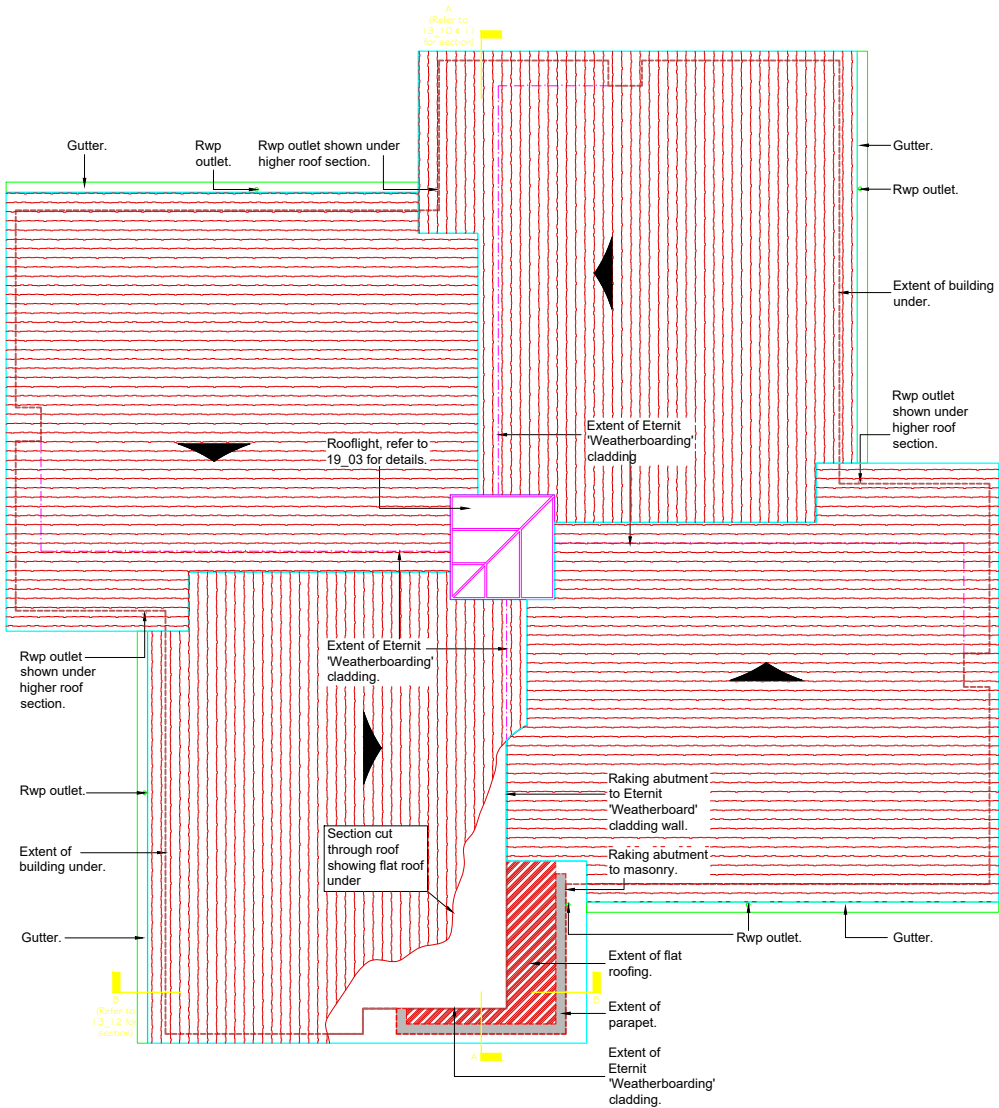 A
(Refer to
for section)
Gutter.
Rwp
outlet.
Rwp outlet shown under
higher roof section.
Gutter.
Rwp outlet.
Extent of building
under.
Rwp outlet
shown under
higher roof
section.
Extent of Eternit
'Weatherboarding'
cladding
Rooflight, refer to
19_03 for details.
Rwp outlet
shown under
higher roof
section.
Extent of Eternit
'Weatherboarding'
cladding.
Rwp outlet.
Extent of
building under.
Gutter.
Section cut
through roof
showing flat roof
under
Raking abutment
to Eternit
'Weatherboard'
cladding wall.
Raking abutment
to masonry.
Rwp outlet.
Gutter.
Extent of flat
roofing.
Extent of
parapet.
Extent of
Eternit
'Weatherboarding'
cladding.